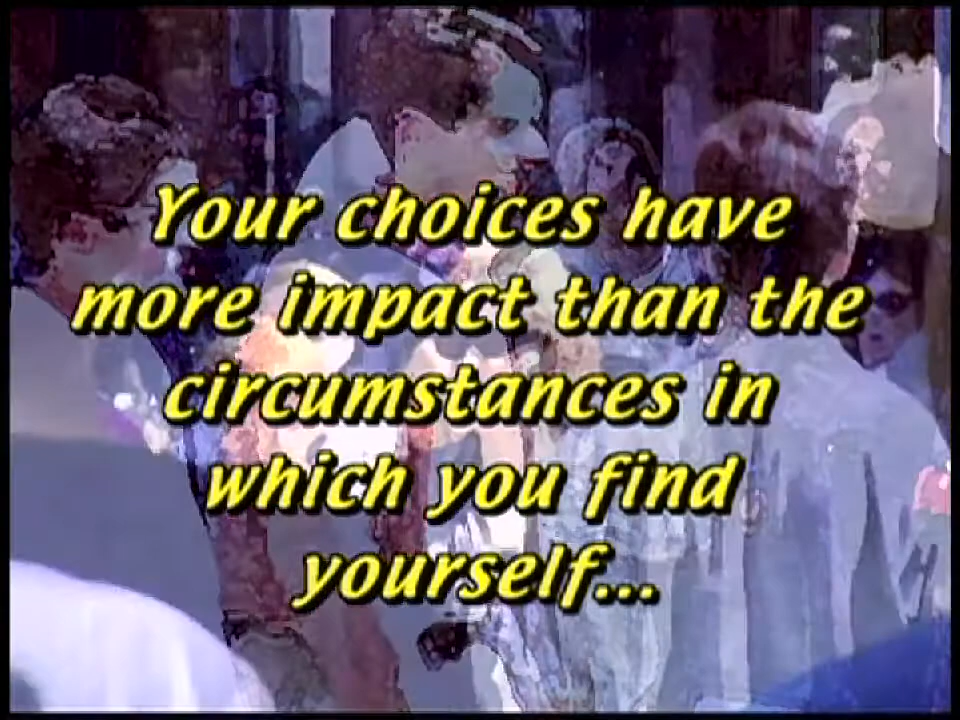 Your choices have
more impact than the
circumstances in
which you find
yourself...